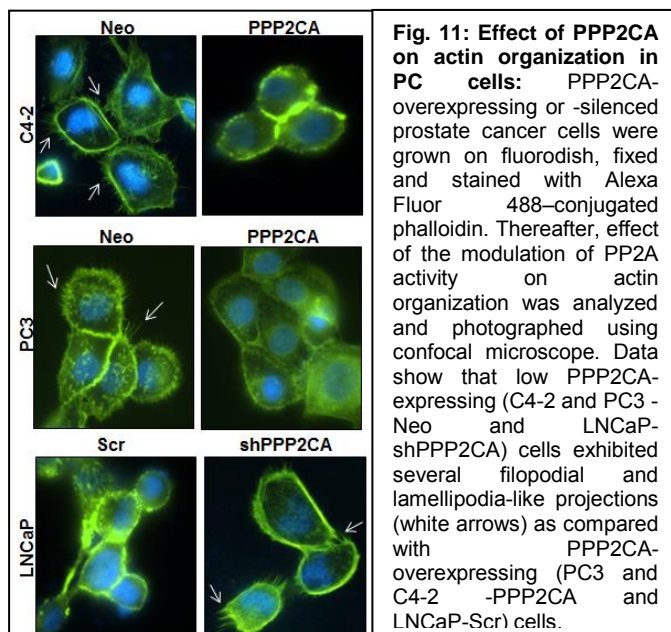 Neo PPP2CA
C4-2
Neo PPP2CA
PC3
Scr shPPP2CA
LNCaP
Fig. 11: Effect of PPP2CA
on actin organization in
PC cells: PPP2CA-
overexpressing or -silenced
prostate cancer cells were
grown on fluorodish, fixed
and stained with Alexa
Fluor 488–conjugated
phalloidin. Thereafter, effect
of the modulation of PP2A
activity on actin
organization was analyzed
and photographed using
confocal microscope. Data
show that low PPP2CA-
expressing (C4-2 and PC3 -
Neo and LNCaP-
shPPP2CA) cells exhibited
several filopodial and
lamellipodia-like projections
(white arrows) as compared
with PPP2CA-
overexpressing (PC3 and
C4-2 -PPP2CA and
LNCaP-Scr) cells.